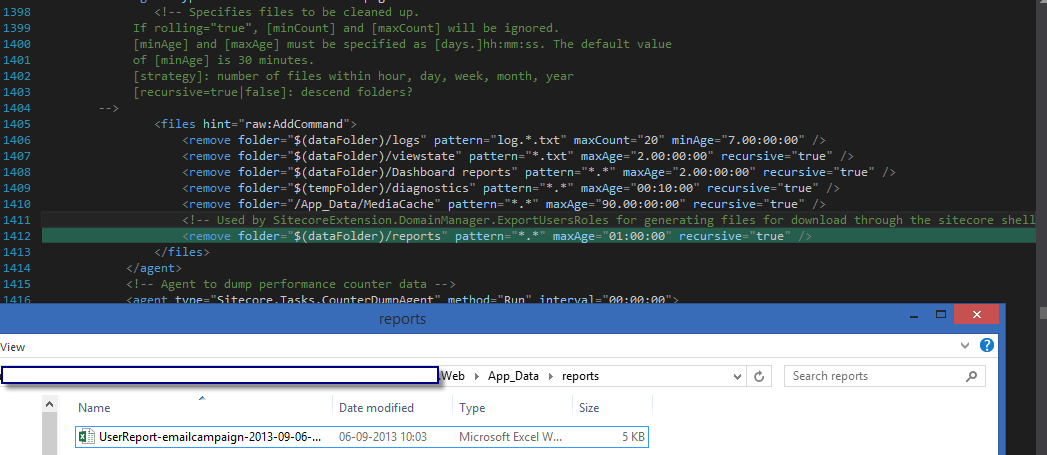 1398 <!-- Specifies files to be cleaned up.
1399 If rolling="true", [minCount] and [maxCount] will be ignored.
1400 [minAge] and [maxAge] must be specified as [days.]hh:mm:ss. The default value
1401 of [minAge] is 30 minutes.
1402 [strategy]: number of files within hour, day, week, month, year
1403 [recursive=true|false]: descend folders?
1404 -->
1405 <files hint="raw:AddCommand">
1406 <remove folder="$(dataFolder)/logs" pattern="log.*.txt" maxCount="20" minAge="7.00:00:00" />
1407 <remove folder="$(dataFolder)/viewstate" pattern="*.txt" maxAge="2.00:00:00" recursive="true" />
1408 <remove folder="$(dataFolder)/Dashboard reports" pattern="*.*" maxAge="2.00:00:00" recursive="true" />
1409 <remove folder="$(tempFolder)/diagnostics" pattern="*.*" maxAge="00:10:00" recursive="true" />
1410 <remove folder="/App_Data/MediaCache" pattern="*.*" maxAge="90.00:00:00" recursive="true" />
1411 <!-- Used by SitecoreExtension.DomainManager.ExportUsersRoles for generating files for download through the sitecore shell
1412 <remove folder="$(dataFolder)/reports" pattern="*.*" maxAge="01:00:00" recursive="true" />
1413 </files>
1414 </agent>
1415 <!-- Agent to dump performance counter data -->
1416 <agent type="Sitecore.Tasks.CounterDumpAgent" method="Run" interval="00:00:00">
reports
View
Web App_Data reports Search reports
Name Date modified Type Size
UserReport-emailcampaign-2013-09-06-... 06-09-2013 10:03 Microsoft Excel W... 5 KB